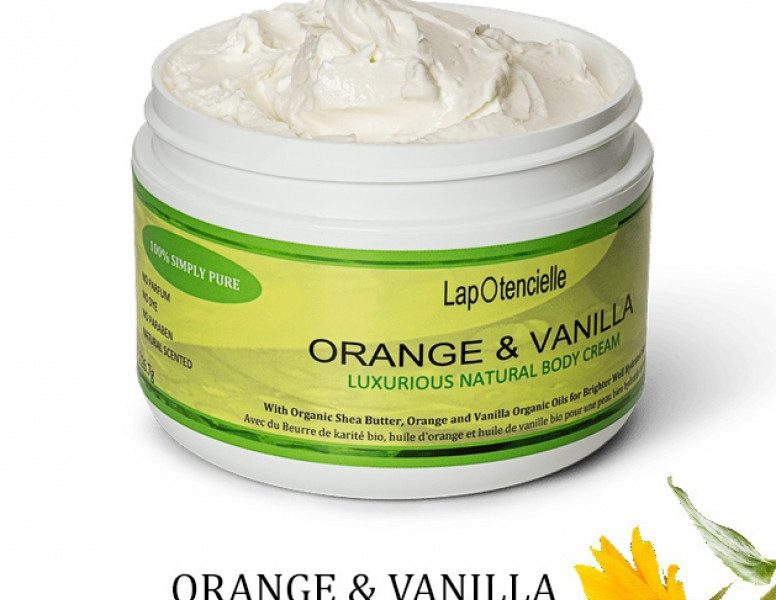 100% SIMPLY PURE
NO PARFUM
NO DYE
NO PARABEN
NATURAL SCENTED
LapOtencielle
ORANGE & VANILLA
LUXURIOUS NATURAL BODY CREAM
With Organic Shea Butter, Orange and Vanilla Organic Oils for Brighter Well
Avec du Beurre de karité bio, huile d'orange et huile de vanille bio pour une peau bien
ORANGE & VANILLA